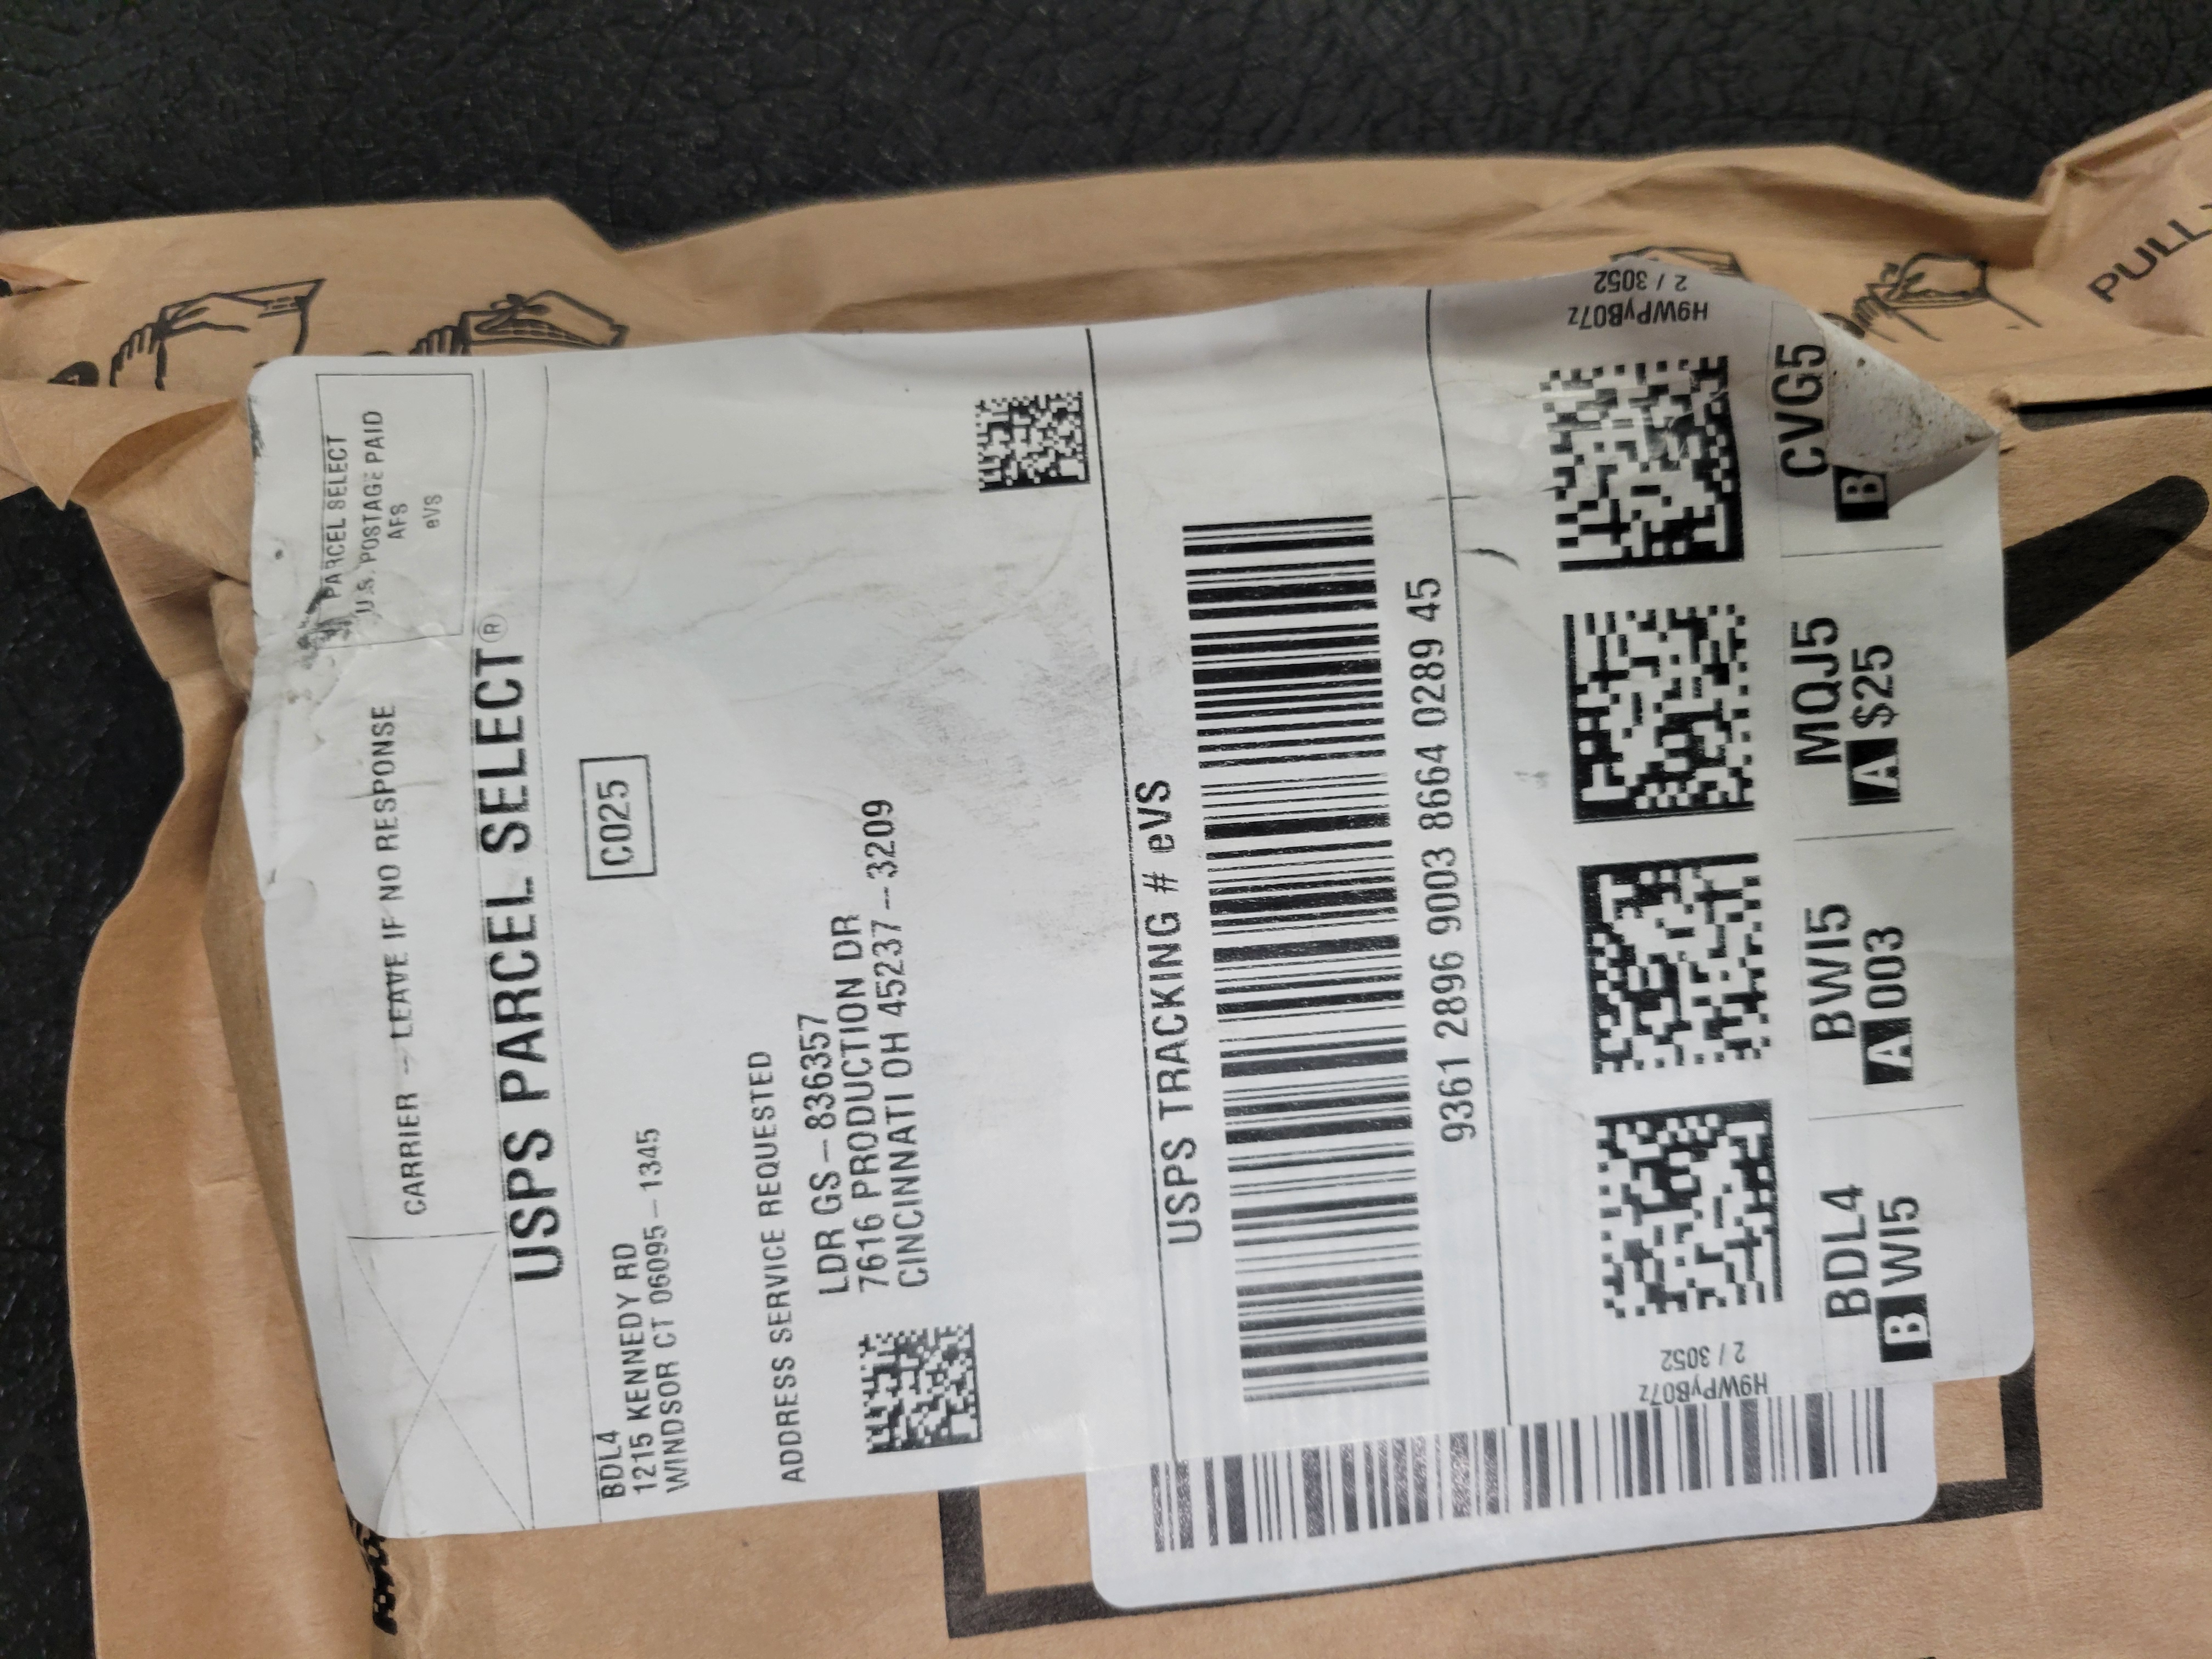 PARCEL SELECT
U.S. POSTAGE PAID
AFS
eVS
CARRIER -- LEAVE IF NO RESPONSE
USPS PARCEL SELECT®
BDL4
1215 KENNEDY RD
WINDSOR CT 06095-1345
C025
ADDRESS SERVICE REQUESTED
LDR GS-836357
7616 PRODUCTION DR
CINCINNATI OH 45237--3209
USPS TRACKING # eVS
9361 2896 9003 8664 0289 45
H9WPyB07z
2 / 3052
H9WPyB07z
2 / 3052
BDL4
B WI5
BWI5
A 003
MQJ5
A $25
CVG5
B
PULL